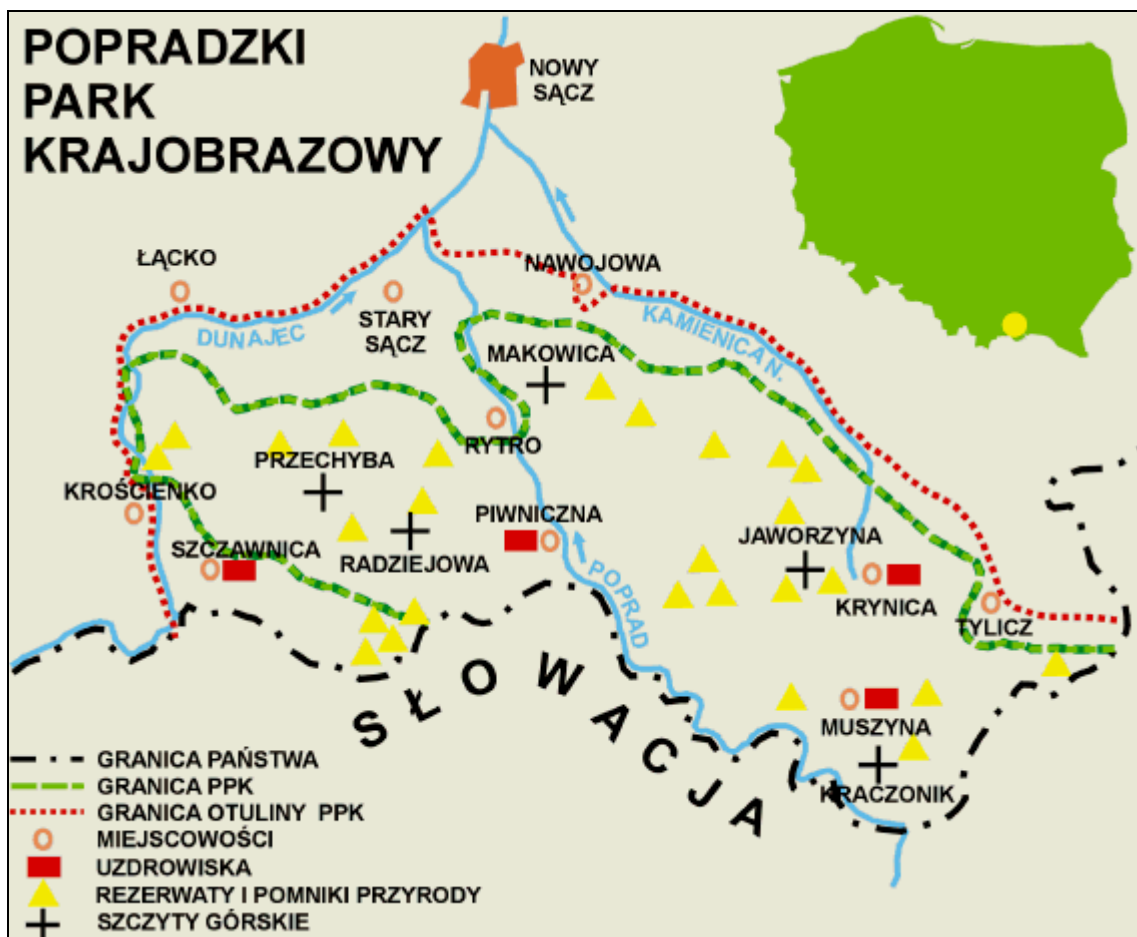 POPRADZKI
PARK
KRAJOBRAZOWY
NOWY
SĄCZ
ŁĄCKO
NAWOJOWA
DUNAJEC
STARY
SĄCZ
KAMIENICA N.
MAKOWICA
RYTRO
PRZECHYBA
KROŚCIENKO
PIWNICZNA
SZCZAWNICA
RADZIEJOWA
JAWORZYNA
POPRAD
KRYNICA
TYLICZ
SŁOWACJA
MUSZYNA
KRACZONIK
GRANICA PAŃSTWA
GRANICA PPK
GRANICA OTULINY PPK
MIEJSCOWOŚCI
UZDROWISKA
REZERWATY I POMNIKI PRZYRODY
SZCZYTY GÓRSKIE